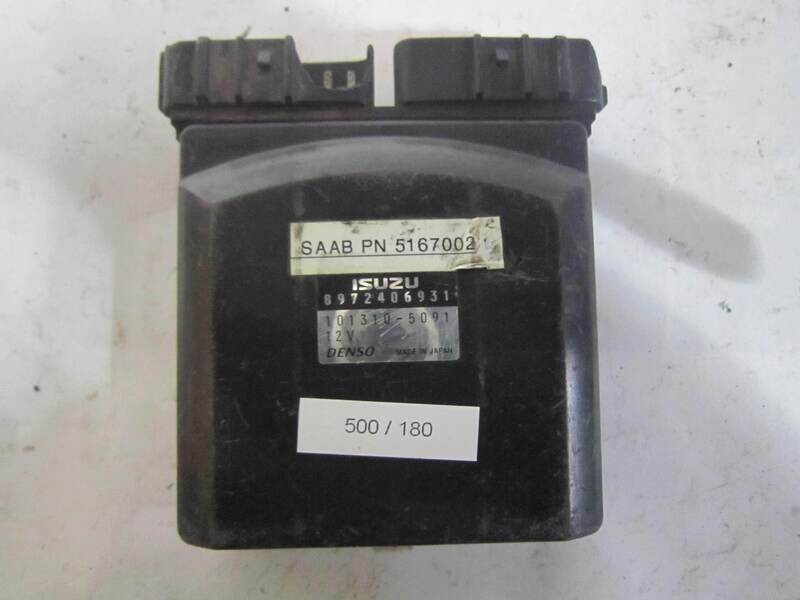 SAAB PN 5167002
ISUZU
8972406931
101310-5091
12V
DENSO MADE IN JAPAN
500 / 180